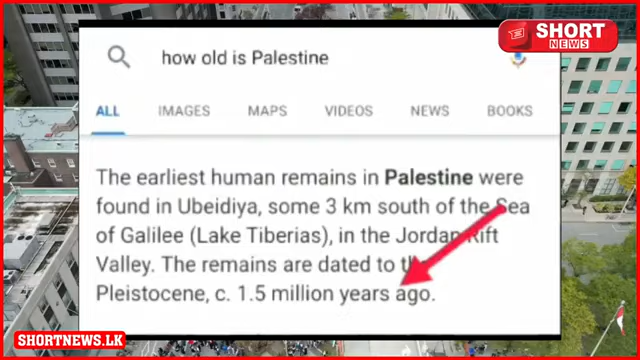 SHORT
NEWS
how old is Palestine
ALL IMAGES MAPS VIDEOS NEWS BOOKS
The earliest human remains in Palestine were
found in Ubeidiya, some 3 km south of the Sea
of Galilee (Lake Tiberias), in the Jordan Rift
Valley. The remains are dated to the
Pleistocene, c. 1.5 million years ago.
SHORTNEWS.LK